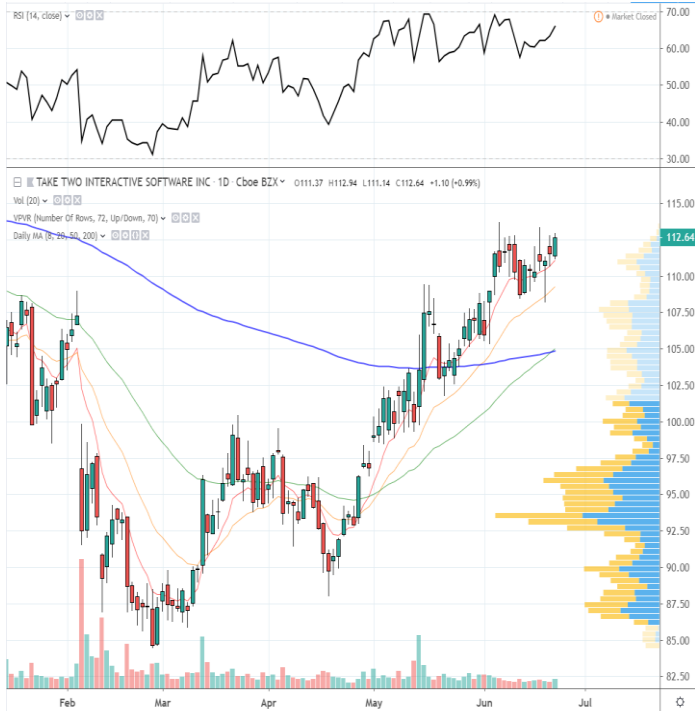 RSI (14, close)
! Market Closed
70.00
60.00
50.00
40.00
30.00
TAKE TWO INTERACTIVE SOFTWARE INC · 1D · Cboe BZX O111.37 H112.94 L111.14 C112.64 +1.10 (+0.99%)
Vol (20)
VPVR (Number Of Rows, 72, Up/Down, 70)
Daily MA (8, 20, 50, 200)
115.00
112.64
110.00
107.50
105.00
102.50
100.00
97.50
95.00
92.50
90.00
87.50
85.00
82.50
Feb Mar Apr May Jun Jul